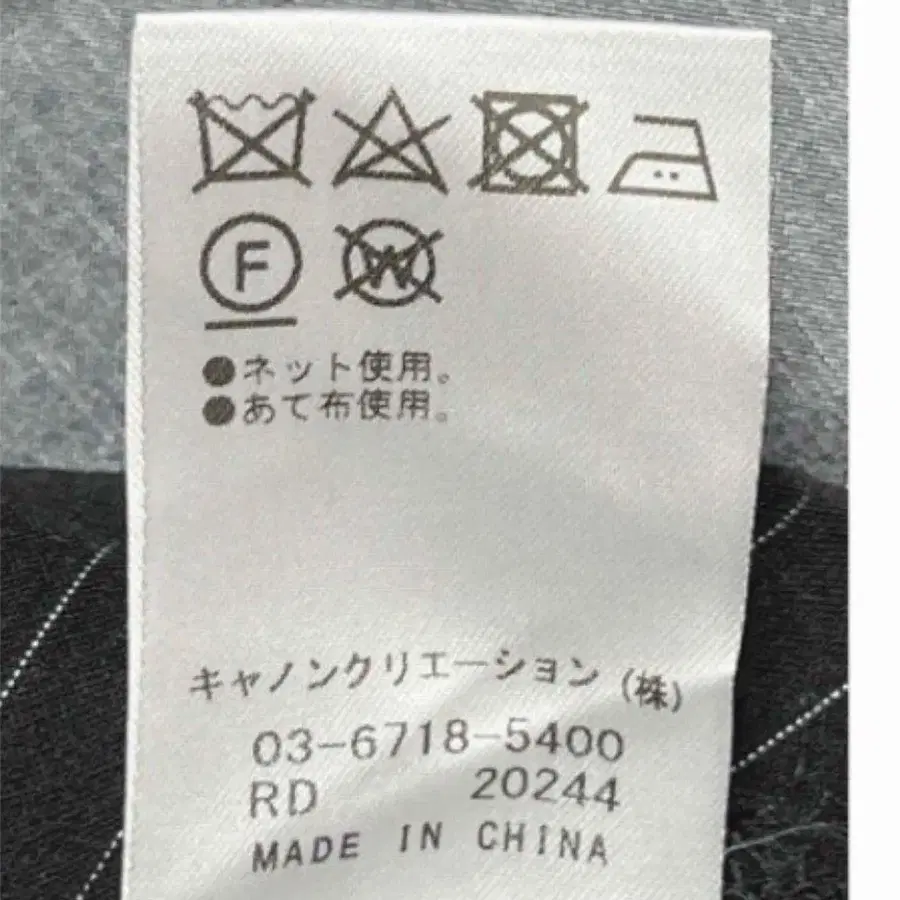 F W
●ネット使用。
●あて布使用。
キャノンクリエーション(株)
03-6718-5400
RD 20244
MADE IN CHINA